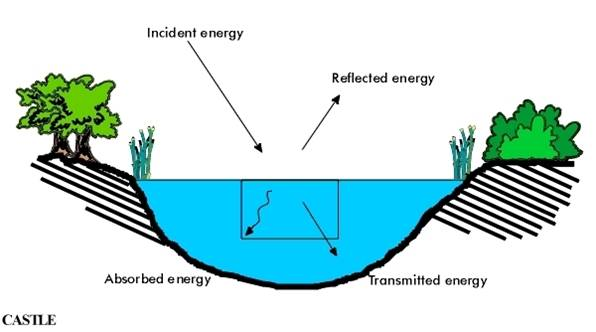 Incident energy
Reflected energy
Absorbed energy
Transmitted energy
CASTLE